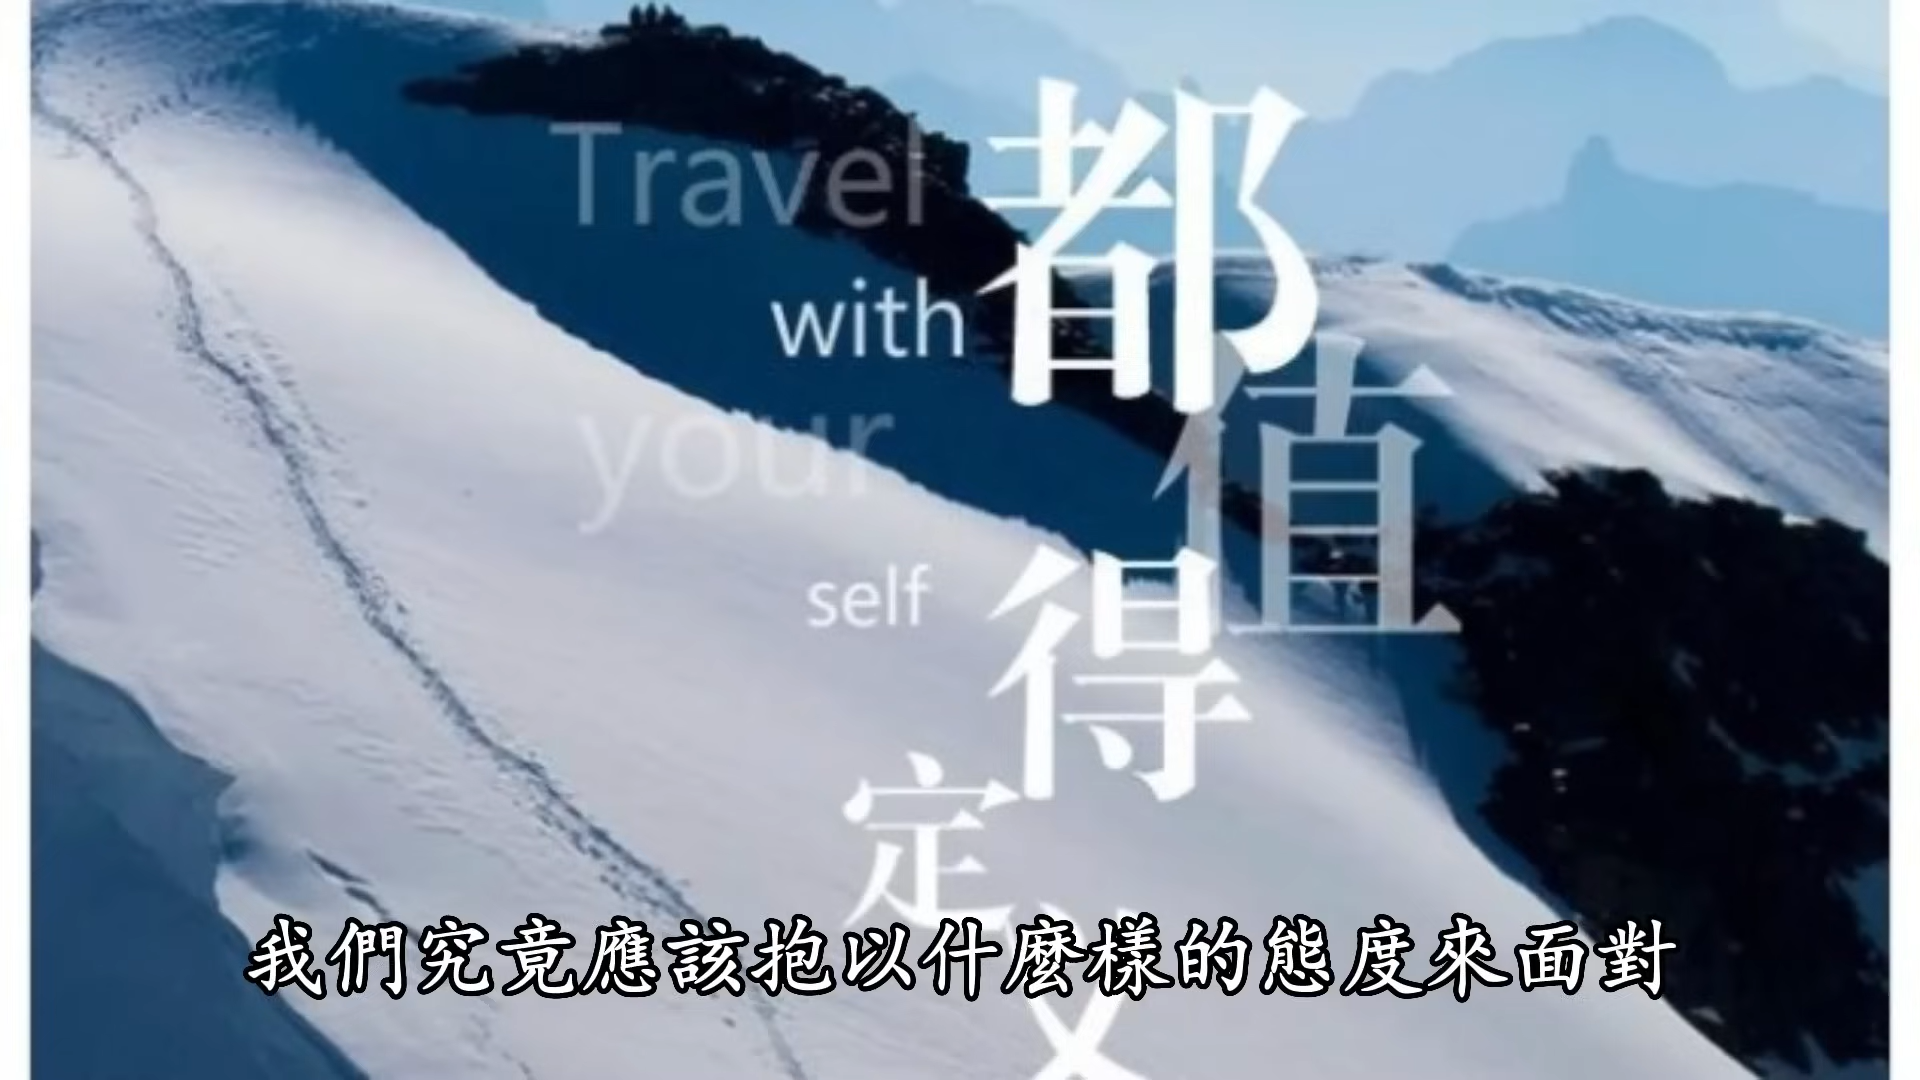 Travel
with
your
self
都
值
得
定
我們究竟應該抱以什麼樣的態度來面對